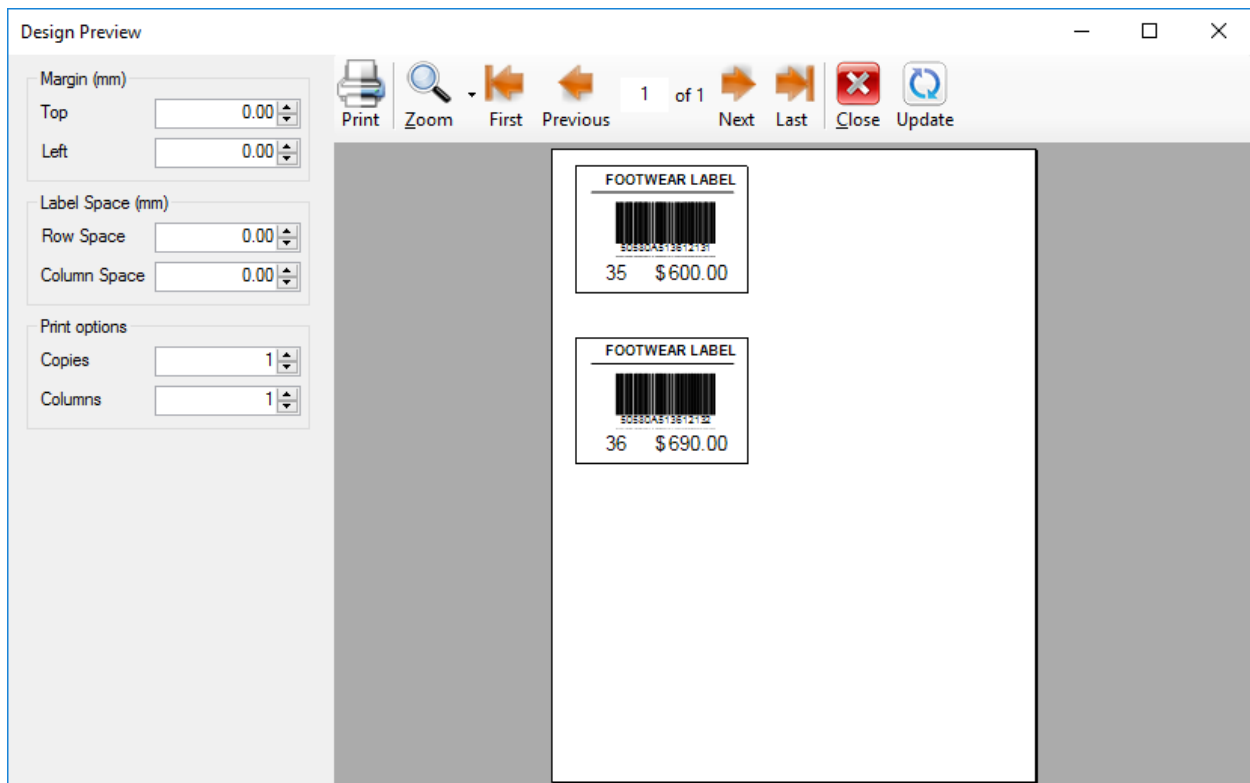 Design Preview
Margin (mm)
Top 0.00
Left 0.00
Label Space (mm)
Row Space 0.00
Column Space 0.00
Print options
Copies 1
Columns 1
Print Zoom First Previous 1 of 1 Next Last Close Update
FOOTWEAR LABEL
50580A513612131
35 $600.00
FOOTWEAR LABEL
50580A513612132
36 $690.00